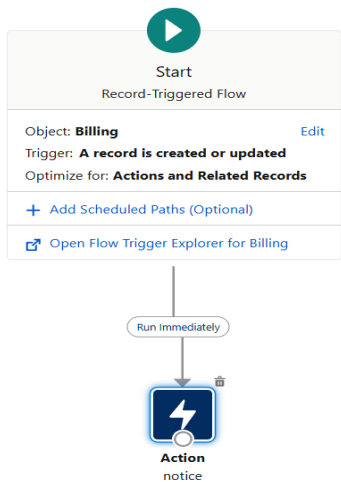 Start
Record-Triggered Flow
Object: Billing Edit
Trigger: A record is created or updated
Optimize for: Actions and Related Records
+ Add Scheduled Paths (Optional)
Open Flow Trigger Explorer for Billing
Run Immediately
Action
notice